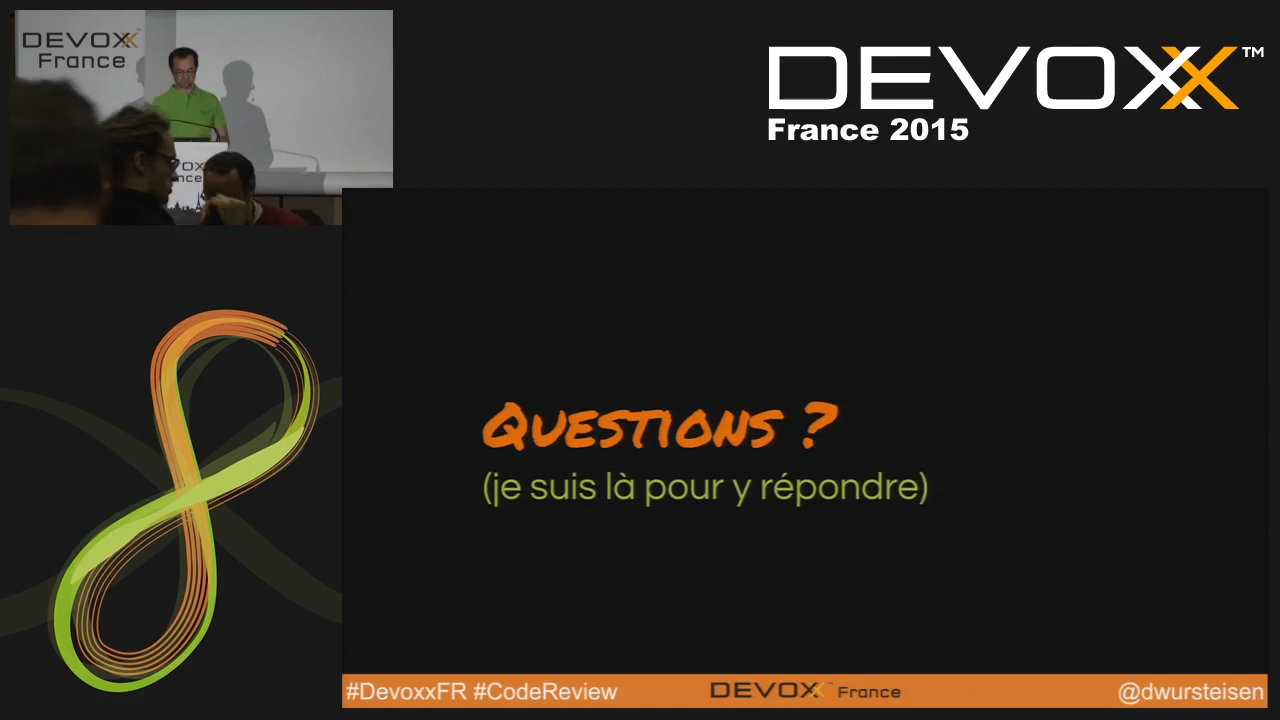 DEVOXX
France
DEVOXX™
France 2015
Questions ?
(je suis là pour y répondre)
#DevoxxFR #CodeReview
DEVOXX France
@dwursteisen